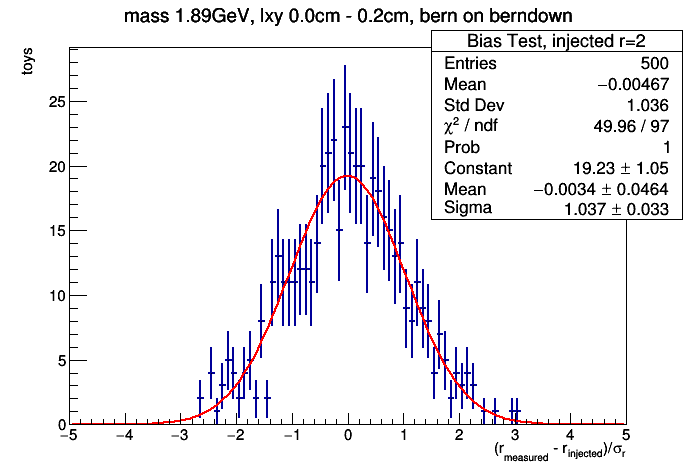 mass 1.89GeV, lxy 0.0cm - 0.2cm, bern on berndown
Bias Test, injected r=2
Entries 500
Mean −0.00467
Std Dev 1.036
χ² / ndf 49.96 / 97
Prob 1
Constant 19.23 ± 1.05
Mean −0.0034 ± 0.0464
Sigma 1.037 ± 0.033
toys
25
20
15
10
5
0
−5 −4 −3 −2 −1 0 1 2 3 4 5
(r_measured - r_injected)/σ_r